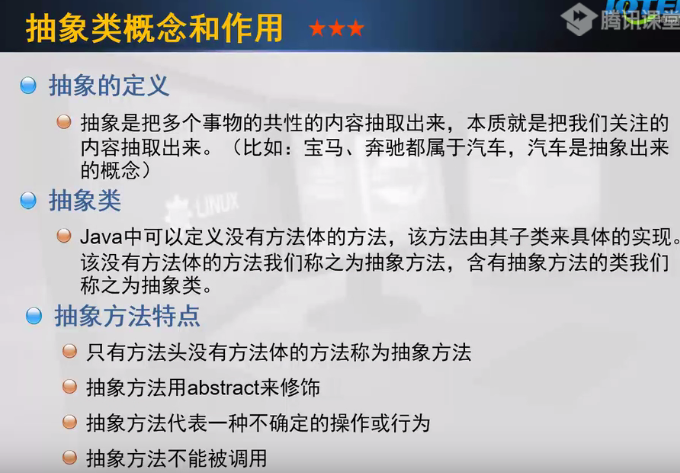 抽象类概念和作用 ★★★
腾讯课堂
抽象的定义
抽象是把多个事物的共性的内容抽取出来，本质就是把我们关注的
内容抽取出来。（比如：宝马、奔驰都属于汽车，汽车是抽象出来
的概念）
抽象类
Java中可以定义没有方法体的方法，该方法由其子类来具体的实现。
该没有方法体的方法我们称之为抽象方法，含有抽象方法的类我们
称之为抽象类。
抽象方法特点
只有方法头没有方法体的方法称为抽象方法
抽象方法用abstract来修饰
抽象方法代表一种不确定的操作或行为
抽象方法不能被调用
LINUX